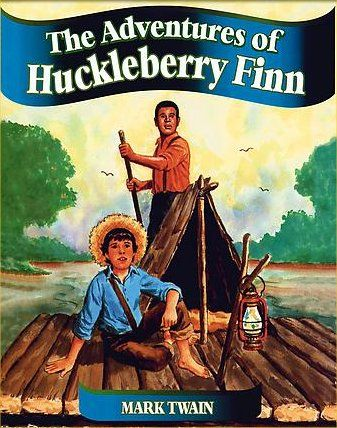 The Adventures of
Huckleberry Finn
MARK TWAIN